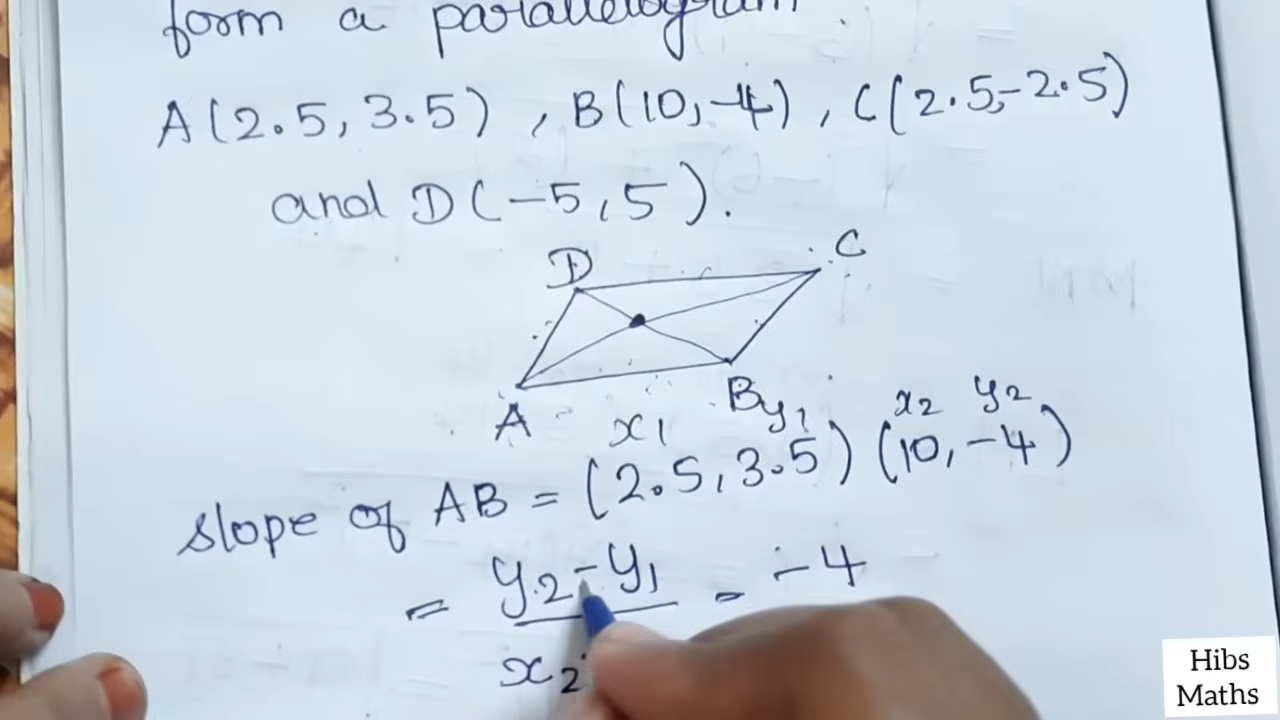 form a parallelogram
A(2.5, 3.5), B(10, -4), C(2.5, -2.5)
and D(-5, 5).
D C
A B
x1 y1 x2 y2
slope of AB = (2.5, 3.5) (10, -4)
= y2 - y1 = -4
x2
Hibs
Maths